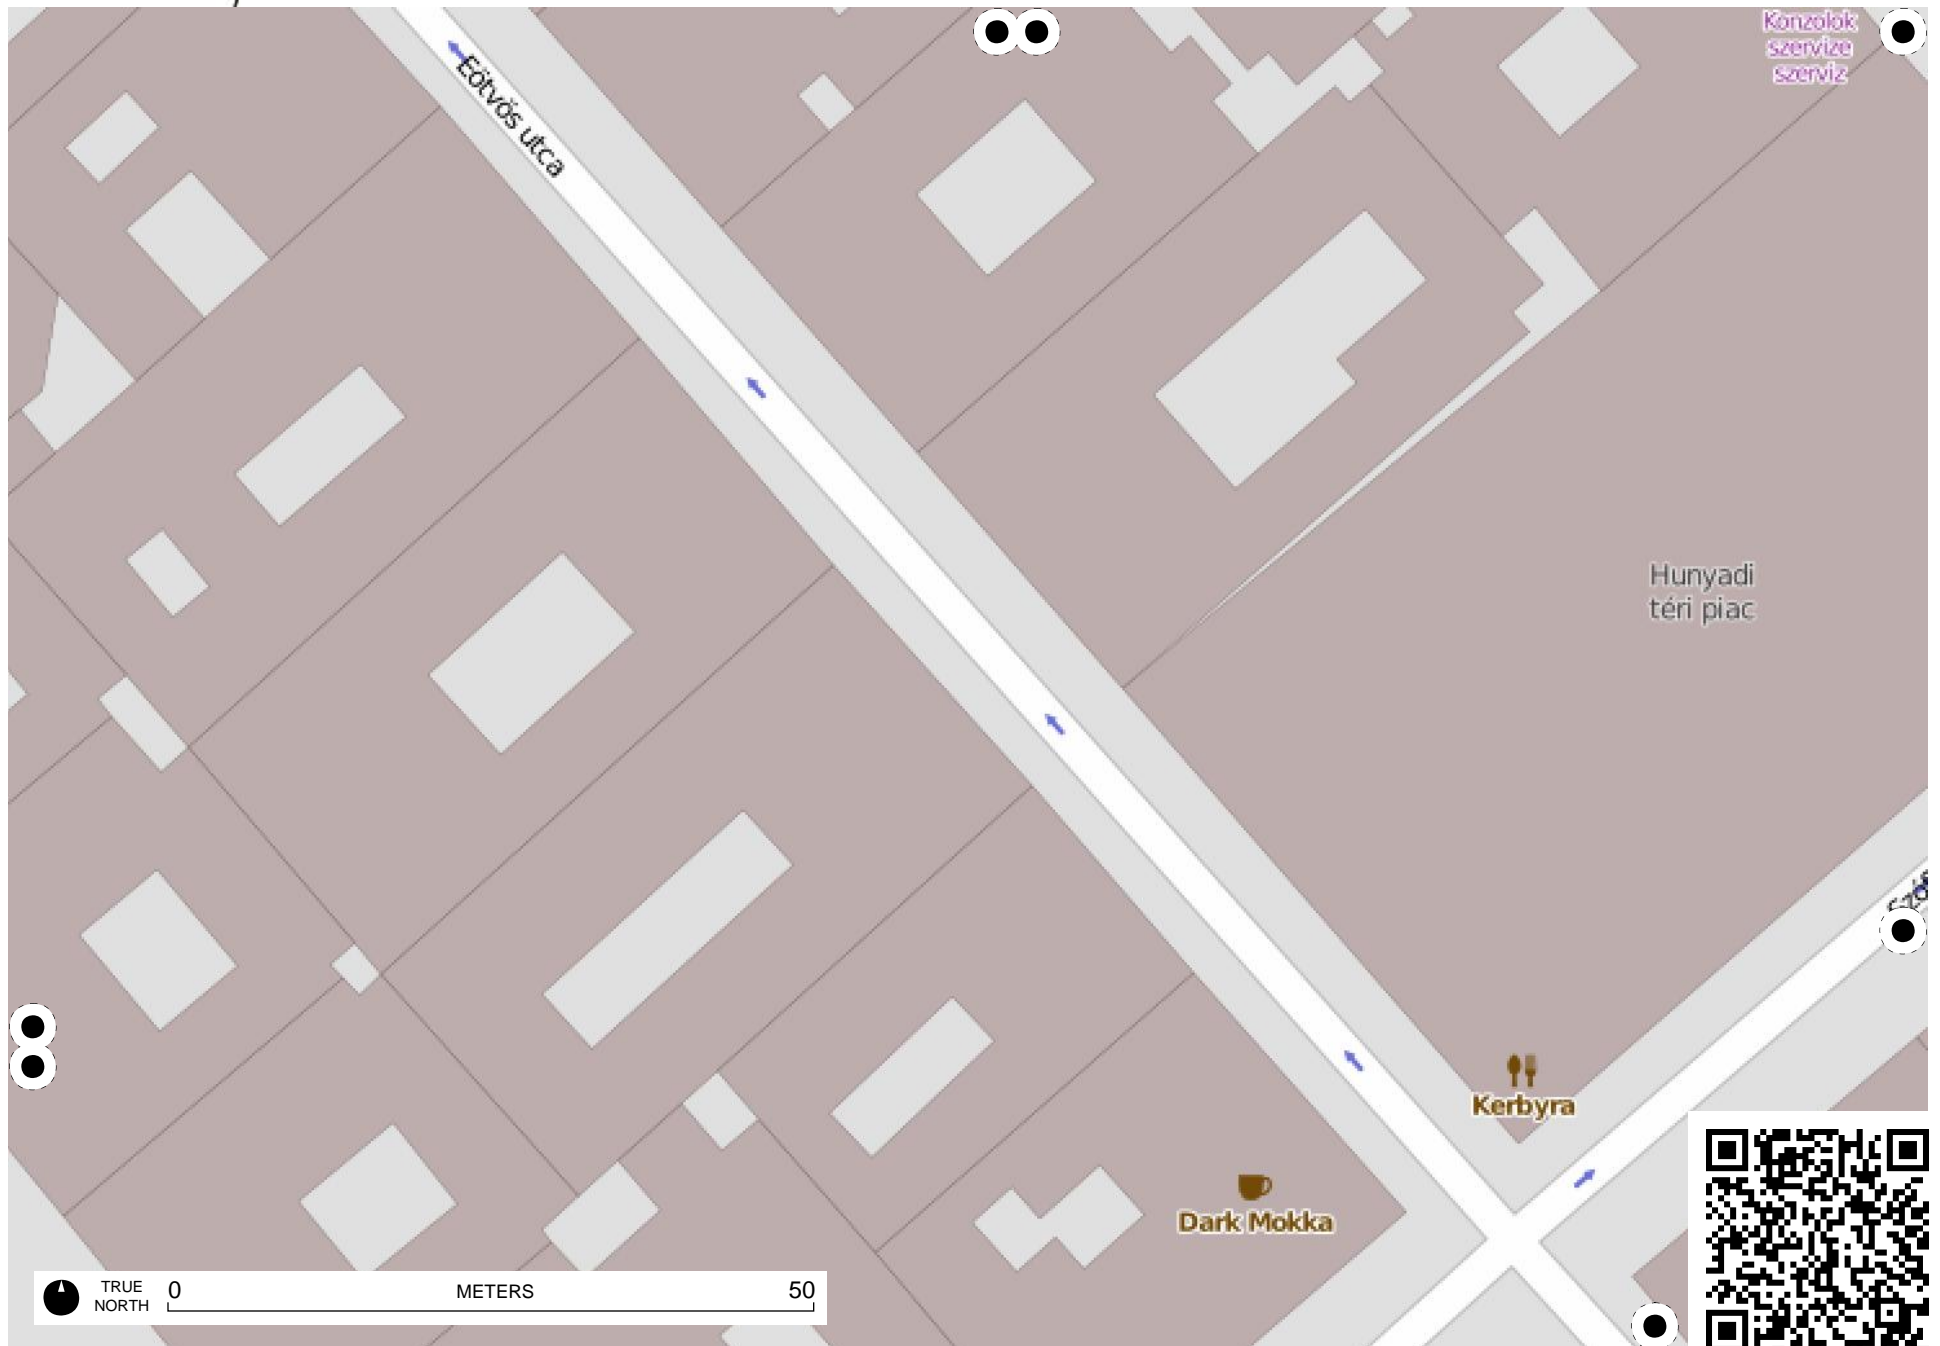 Konzolok
szervize
szerviz
Eötvös utca
Hunyadi
téri piac
Kerbyra
Dark Mokka
TRUE
NORTH
0
METERS
50